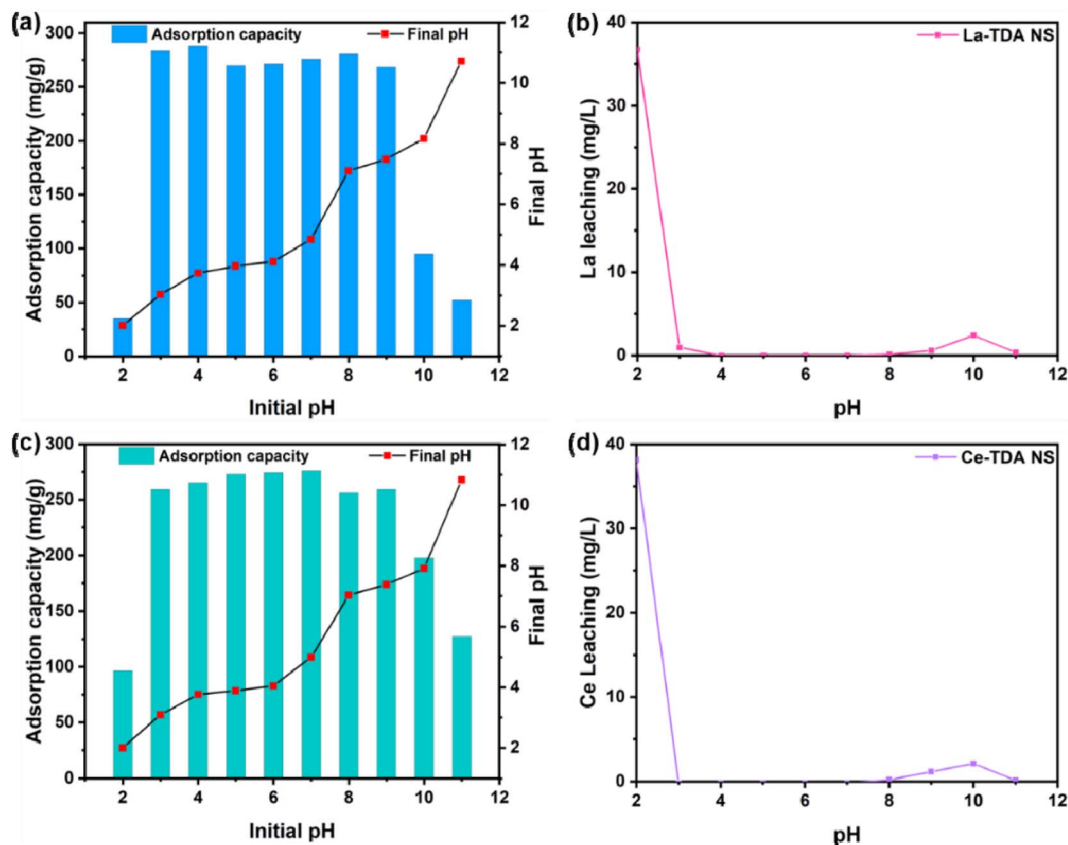 (a)
Adsorption capacity
Final pH
Adsorption capacity (mg/g)
300
250
200
150
100
50
0
12
10
8
6
4
2
Final pH
2 4 6 8 10 12
Initial pH
(b)
La-TDA NS
La leaching (mg/L)
40
30
20
10
0
2 4 6 8 10 12
pH
(c)
Adsorption capacity
Final pH
Adsorption capacity (mg/g)
300
250
200
150
100
50
0
12
10
8
6
4
2
Final pH
2 4 6 8 10 12
Initial pH
(d)
Ce-TDA NS
Ce Leaching (mg/L)
40
30
20
10
0
2 4 6 8 10 12
pH